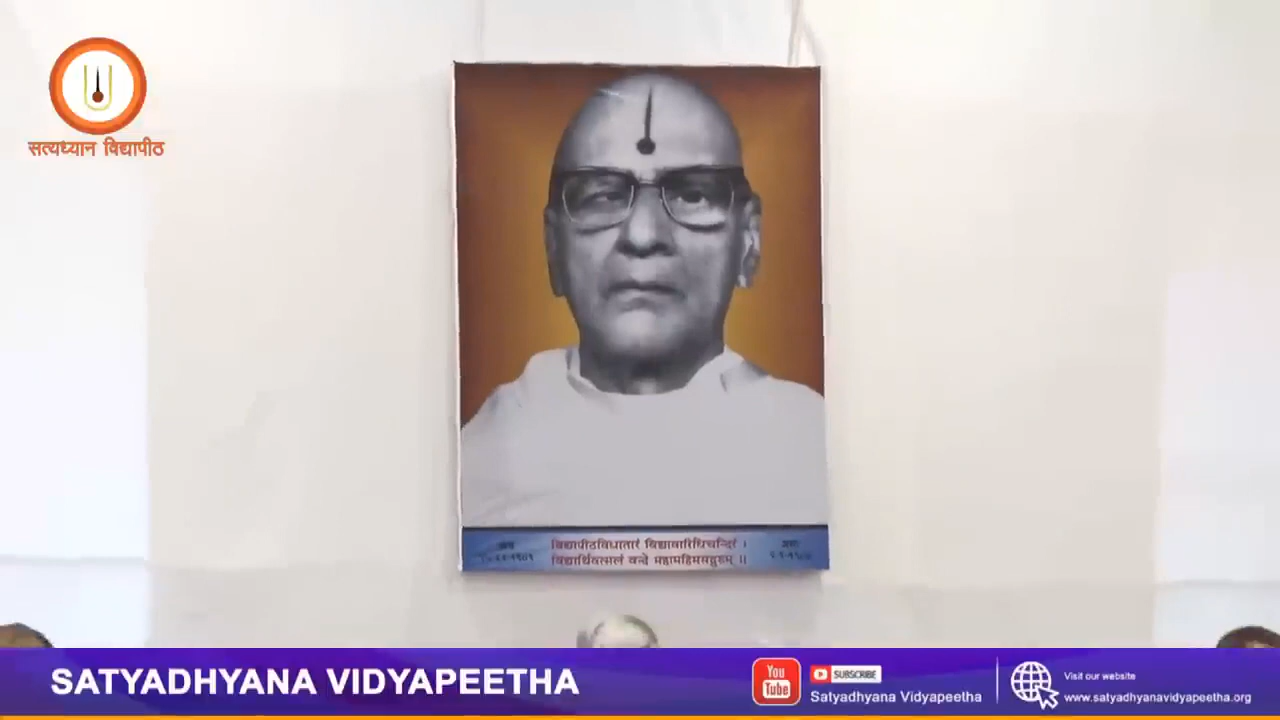 सत्यध्यान विद्यापीठ
विद्यापीठविधातारं विद्यावारिधिचन्दिरं ।
विद्यार्थिवत्सलं वन्दे महामहिमसद्गुरुम् ॥
SATYADHYANA VIDYAPEETHA
You
Tube
SUBSCRIBE
Satyadhyana Vidyapeetha
Visit our website
www.satyadhyanavidyapeetha.org